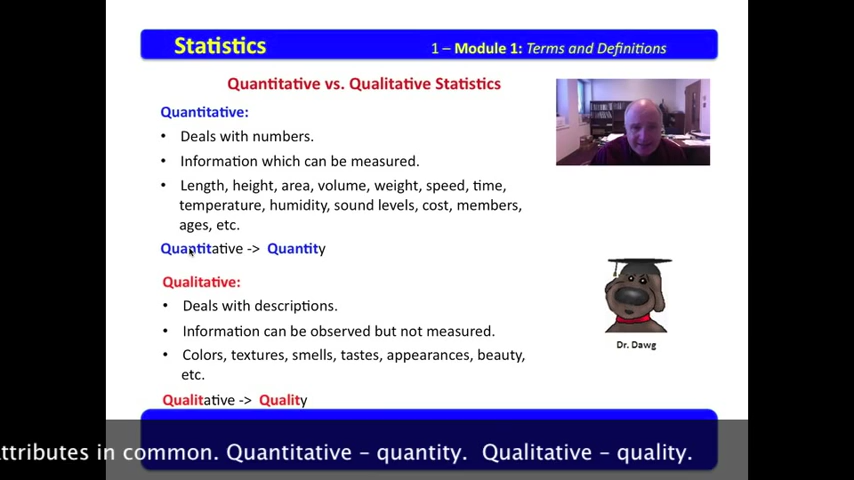 Statistics
1 – Module 1: Terms and Definitions
Quantitative vs. Qualitative Statistics
Quantitative:
• Deals with numbers.
• Information which can be measured.
• Length, height, area, volume, weight, speed, time,
temperature, humidity, sound levels, cost, members,
ages, etc.
Quantitative -> Quantity
Qualitative:
• Deals with descriptions.
• Information can be observed but not measured.
• Colors, textures, smells, tastes, appearances, beauty,
etc.
Qualitative -> Quality
Dr. Dawg
ttributes in common. Quantitative – quantity. Qualitative – quality.